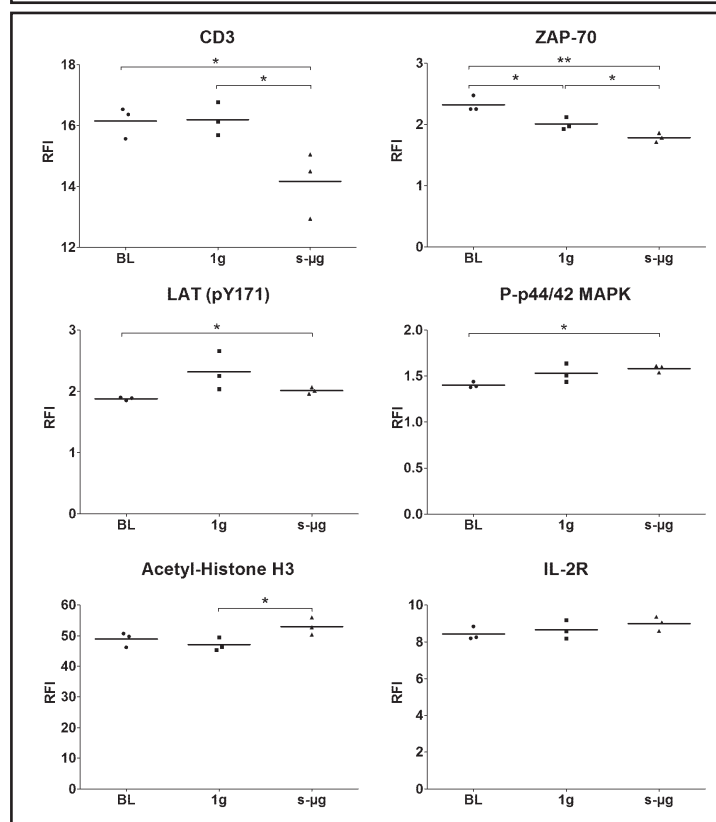 CD3
*
*
18
16
14
12
RFI
BL 1g s-µg
ZAP-70
**
* *
3
2
1
0
RFI
BL 1g s-µg
LAT (pY171)
*
3
2
1
0
RFI
BL 1g s-µg
P-p44/42 MAPK
*
2.0
1.5
1.0
0.5
0.0
RFI
BL 1g s-µg
Acetyl-Histone H3
*
60
50
40
30
20
10
0
RFI
BL 1g s-µg
IL-2R
10
8
6
4
2
0
RFI
BL 1g s-µg